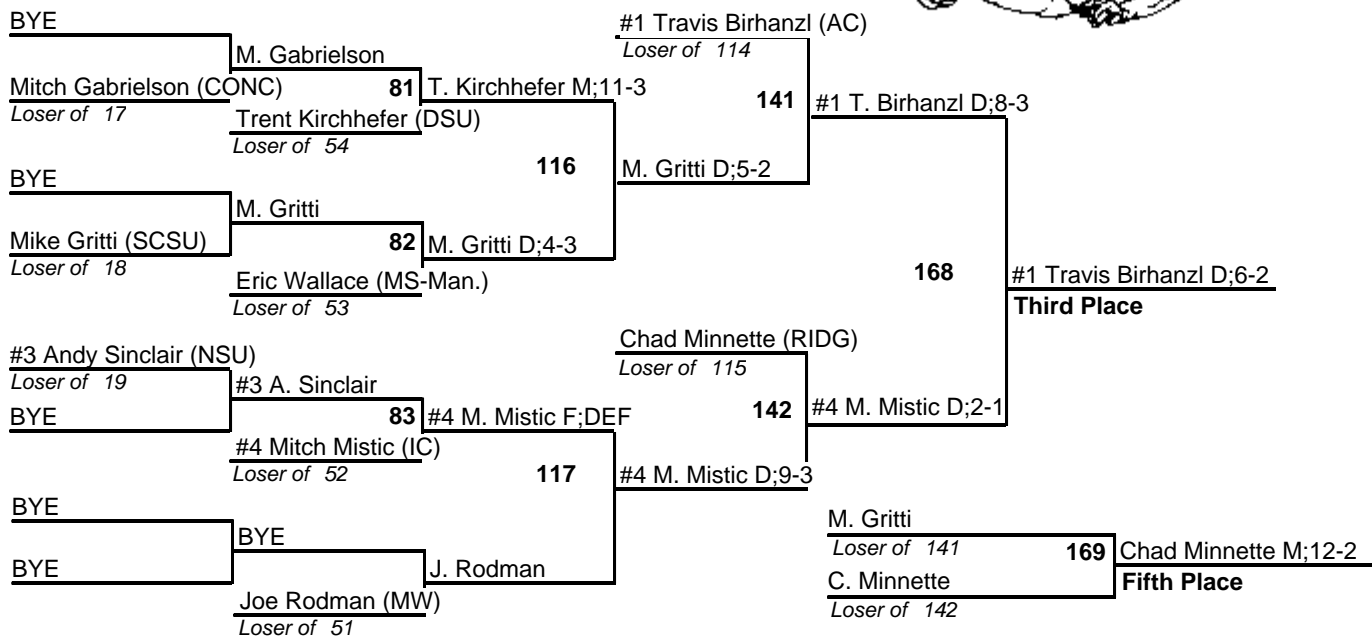 BYE
#1 Travis Birhanzl (AC)
Loser of 114
M. Gabrielson
Mitch Gabrielson (CONC)
Loser of 17
81
T. Kirchhefer M;11-3
Trent Kirchhefer (DSU)
Loser of 54
141
#1 T. Birhanzl D;8-3
116
M. Gritti D;5-2
BYE
M. Gritti
Mike Gritti (SCSU)
Loser of 18
82
M. Gritti D;4-3
Eric Wallace (MS-Man.)
Loser of 53
168
#1 Travis Birhanzl D;6-2
Third Place
#3 Andy Sinclair (NSU)
Loser of 19
Chad Minnette (RIDG)
Loser of 115
#3 A. Sinclair
BYE
83
#4 M. Mistic F;DEF
142
#4 M. Mistic D;2-1
#4 Mitch Mistic (IC)
Loser of 52
117
#4 M. Mistic D;9-3
BYE
BYE
BYE
J. Rodman
Joe Rodman (MW)
Loser of 51
M. Gritti
Loser of 141
169
Chad Minnette M;12-2
Fifth Place
C. Minnette
Loser of 142